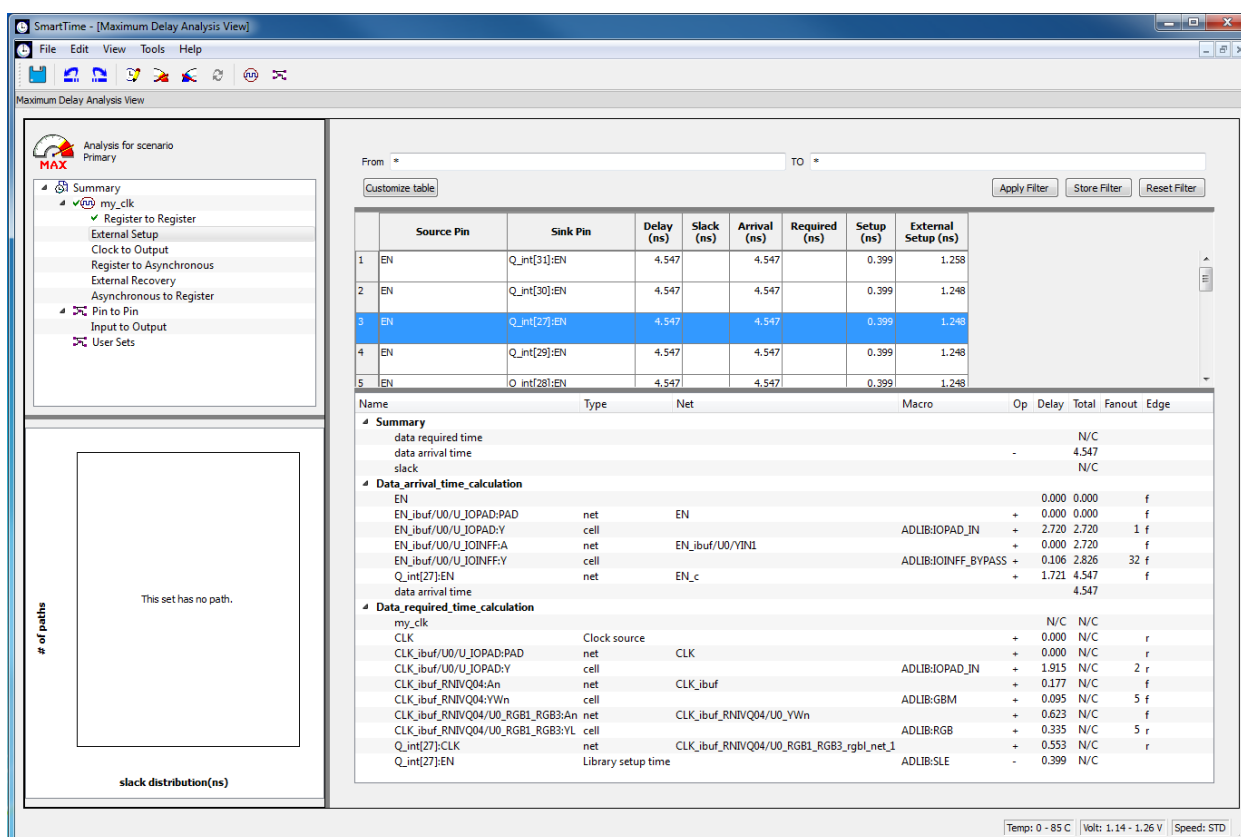 SmartTime - [Maximum Delay Analysis View]
File Edit View Tools Help
Maximum Delay Analysis View
MAX
Analysis for scenario
Primary
Summary
my_clk
Register to Register
External Setup
Clock to Output
Register to Asynchronous
External Recovery
Asynchronous to Register
Pin to Pin
Input to Output
User Sets
# of paths
This set has no path.
slack distribution(ns)
From * TO *
Customize table Apply Filter Store Filter Reset Filter
Source Pin Sink Pin Delay (ns) Slack (ns) Arrival (ns) Required (ns) Setup (ns) External Setup (ns)
1 EN Q_int[31]:EN 4.547 4.547 0.399 1.258
2 EN Q_int[30]:EN 4.547 4.547 0.399 1.248
3 EN Q_int[27]:EN 4.547 4.547 0.399 1.248
4 EN Q_int[29]:EN 4.547 4.547 0.399 1.248
5 EN Q_int[28]:EN 4.547 4.547 0.399 1.248
Name Type Net Macro Op Delay Total Fanout Edge
Summary
data required time N/C
data arrival time - 4.547
slack N/C
Data_arrival_time_calculation
EN 0.000 0.000 f
EN_ibuf/U0/U_IOPAD:PAD net EN + 0.000 0.000 f
EN_ibuf/U0/U_IOPAD:Y cell ADLIB:IOPAD_IN + 2.720 2.720 1 f
EN_ibuf/U0/U_IOINFF:A net EN_ibuf/U0/YIN1 + 0.000 2.720 f
EN_ibuf/U0/U_IOINFF:Y cell ADLIB:IOINFF_BYPASS + 0.106 2.826 32 f
Q_int[27]:EN net EN_c + 1.721 4.547 f
data arrival time 4.547
Data_required_time_calculation
my_clk N/C N/C
CLK Clock source + 0.000 N/C r
CLK_ibuf/U0/U_IOPAD:PAD net CLK + 0.000 N/C r
CLK_ibuf/U0/U_IOPAD:Y cell ADLIB:IOPAD_IN + 1.915 N/C 2 r
CLK_ibuf_RNIVQ04:An net CLK_ibuf + 0.177 N/C f
CLK_ibuf_RNIVQ04:YWn cell ADLIB:GBM + 0.095 N/C 5 f
CLK_ibuf_RNIVQ04/U0_RGB1_RGB3:An net CLK_ibuf_RNIVQ04/U0_YWn + 0.623 N/C f
CLK_ibuf_RNIVQ04/U0_RGB1_RGB3:YL cell ADLIB:RGB + 0.335 N/C 5 r
Q_int[27]:CLK net CLK_ibuf_RNIVQ04/U0_RGB1_RGB3_rgbl_net_1 + 0.553 N/C r
Q_int[27]:EN Library setup time ADLIB:SLE - 0.399 N/C
Temp: 0 - 85 C Volt: 1.14 - 1.26 V Speed: STD